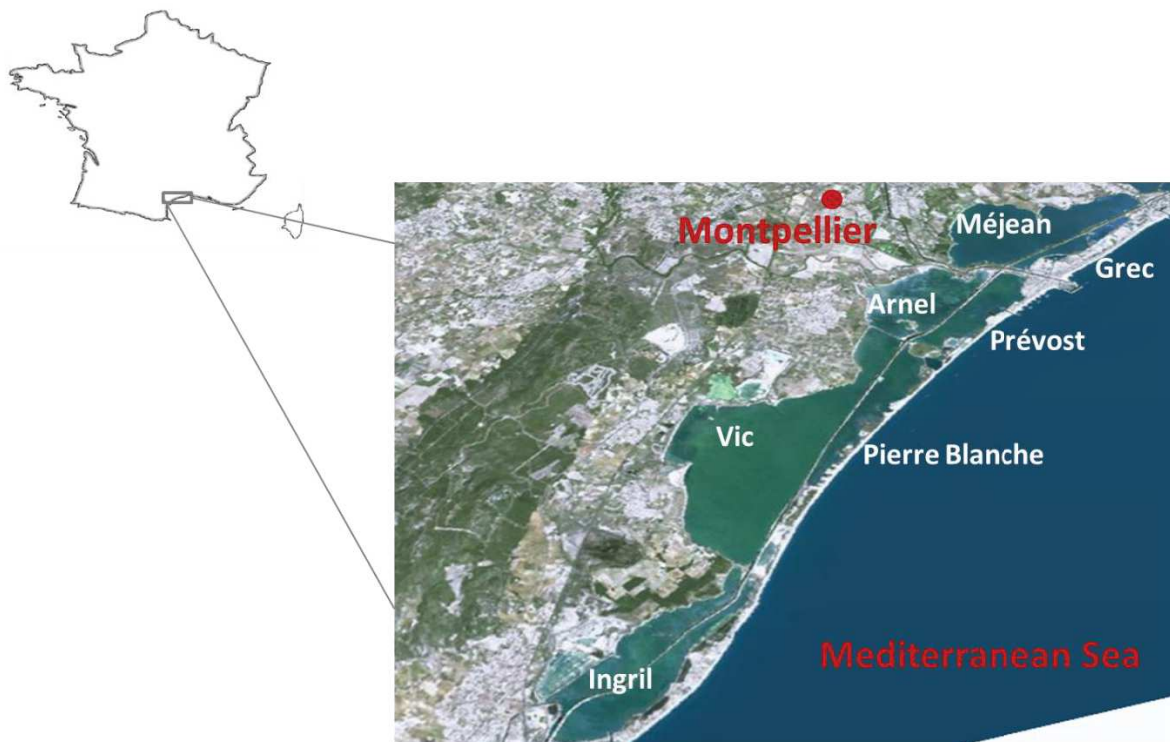 Montpellier
Méjean
Grec
Arnel
Prévost
Vic
Pierre Blanche
Mediterranean Sea
Ingril